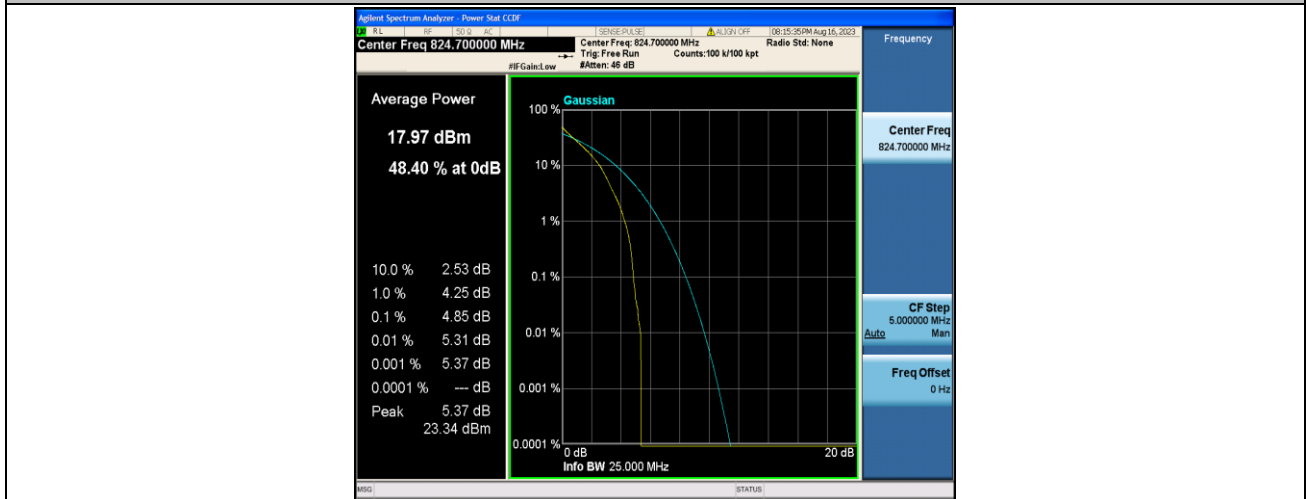 Agilent Spectrum Analyzer - Power Stat CCDF
RL RF 50 Ω AC SENSE:PULSE ALIGN OFF 08:15:35PM Aug 16, 2023
Center Freq 824.700000 MHz
Center Freq: 824.700000 MHz Radio Std: None
Trig: Free Run Counts:100 k/100 kpt
#IFGain:Low #Atten: 46 dB
Frequency
Average Power
17.97 dBm
48.40 % at 0dB
10.0 % 2.53 dB
1.0 % 4.25 dB
0.1 % 4.85 dB
0.01 % 5.31 dB
0.001 % 5.37 dB
0.0001 % --- dB
Peak 5.37 dB
23.34 dBm
Gaussian
100 %
10 %
1 %
0.1 %
0.01 %
0.001 %
0.0001 %
0 dB 20 dB
Info BW 25.000 MHz
Center Freq
824.700000 MHz
CF Step
5.000000 MHz
Auto Man
Freq Offset
0 Hz
MSG STATUS